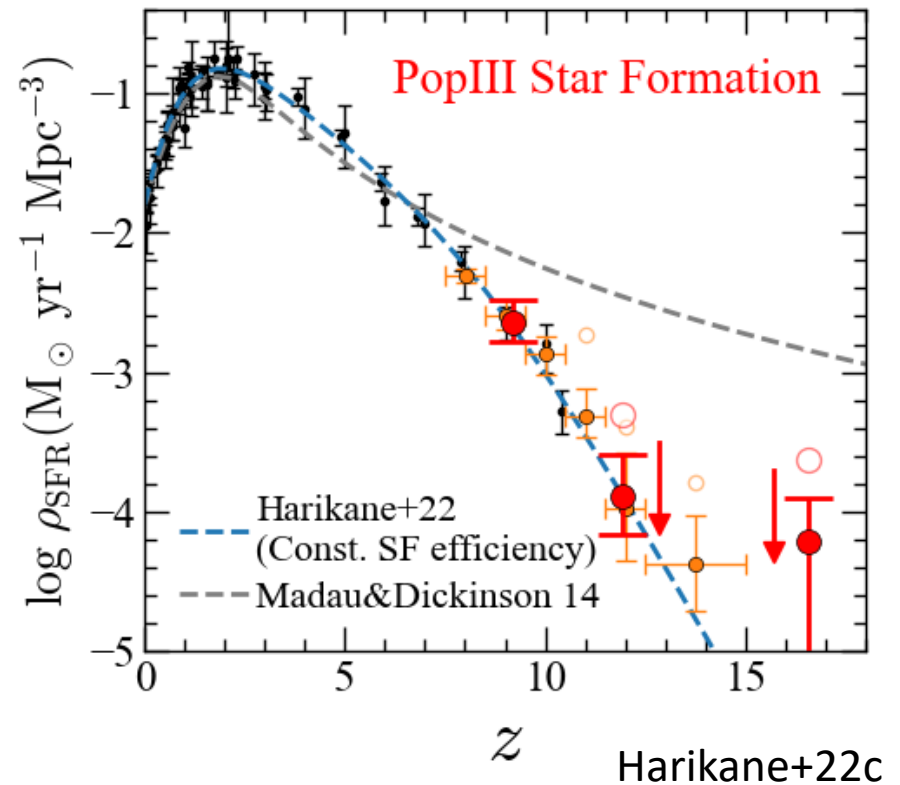 PopIII Star Formation
log ρSFR(M⊙ yr⁻¹ Mpc⁻³)
−1
−2
−3
−4
−5
Harikane+22
(Const. SF efficiency)
Madau&Dickinson 14
0 5 10 15
z
Harikane+22c